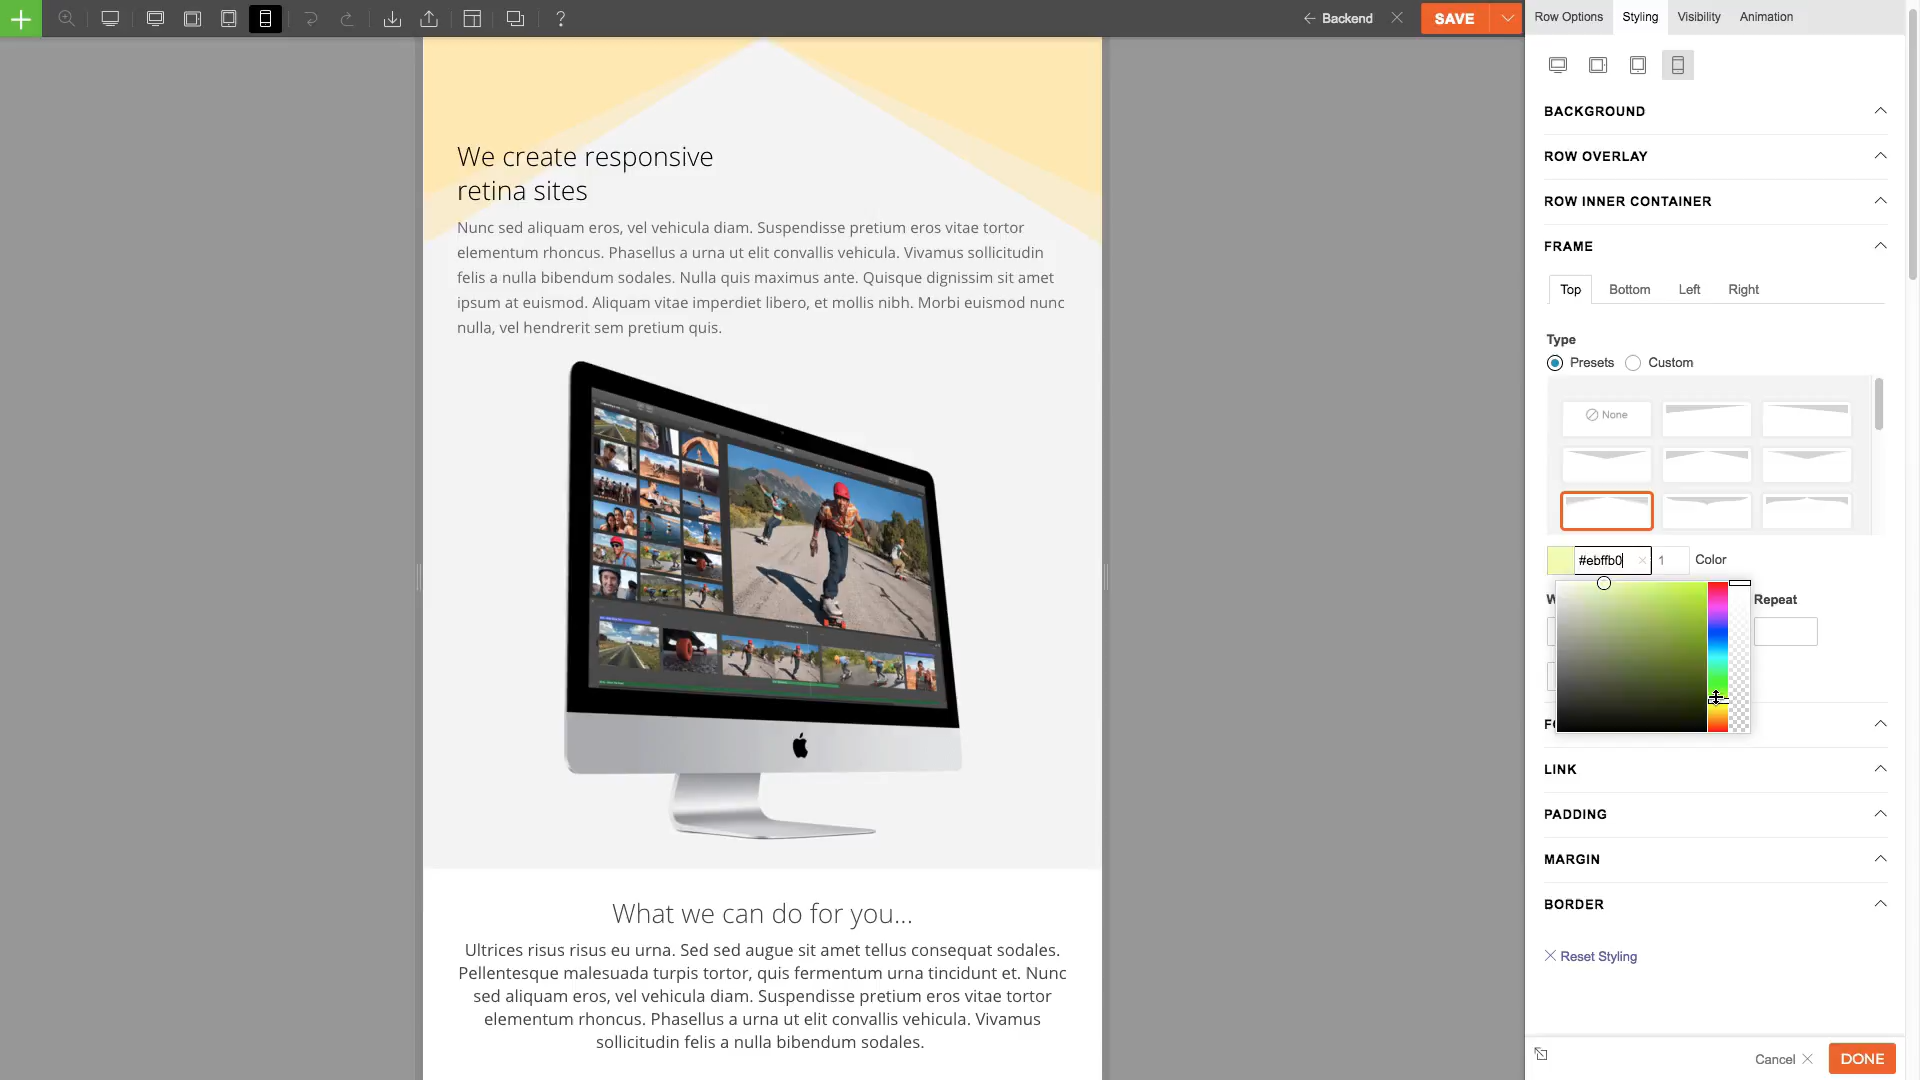 Backend
SAVE
Row Options
Styling
Visibility
Animation
We create responsive
retina sites
Nunc sed aliquam eros, vel vehicula diam. Suspendisse pretium eros vitae tortor
elementum rhoncus. Phasellus a urna ut elit convallis vehicula. Vivamus sollicitudin
felis a nulla bibendum sodales. Nulla quis maximus ante. Quisque dignissim sit amet
ipsum at euismod. Aliquam vitae imperdiet libero, et mollis nibh. Morbi euismod nunc
nulla, vel hendrerit sem pretium quis.
What we can do for you...
Ultrices risus risus eu urna. Sed sed augue sit amet tellus consequat sodales.
Pellentesque malesuada turpis tortor, quis fermentum urna tincidunt et. Nunc
sed aliquam eros, vel vehicula diam. Suspendisse pretium eros vitae tortor
elementum rhoncus. Phasellus a urna ut elit convallis vehicula. Vivamus
sollicitudin felis a nulla bibendum sodales.
BACKGROUND
ROW OVERLAY
ROW INNER CONTAINER
FRAME
Top
Bottom
Left
Right
Type
Presets
Custom
None
#ebffb0
1
Color
Repeat
LINK
PADDING
MARGIN
BORDER
Reset Styling
Cancel
DONE